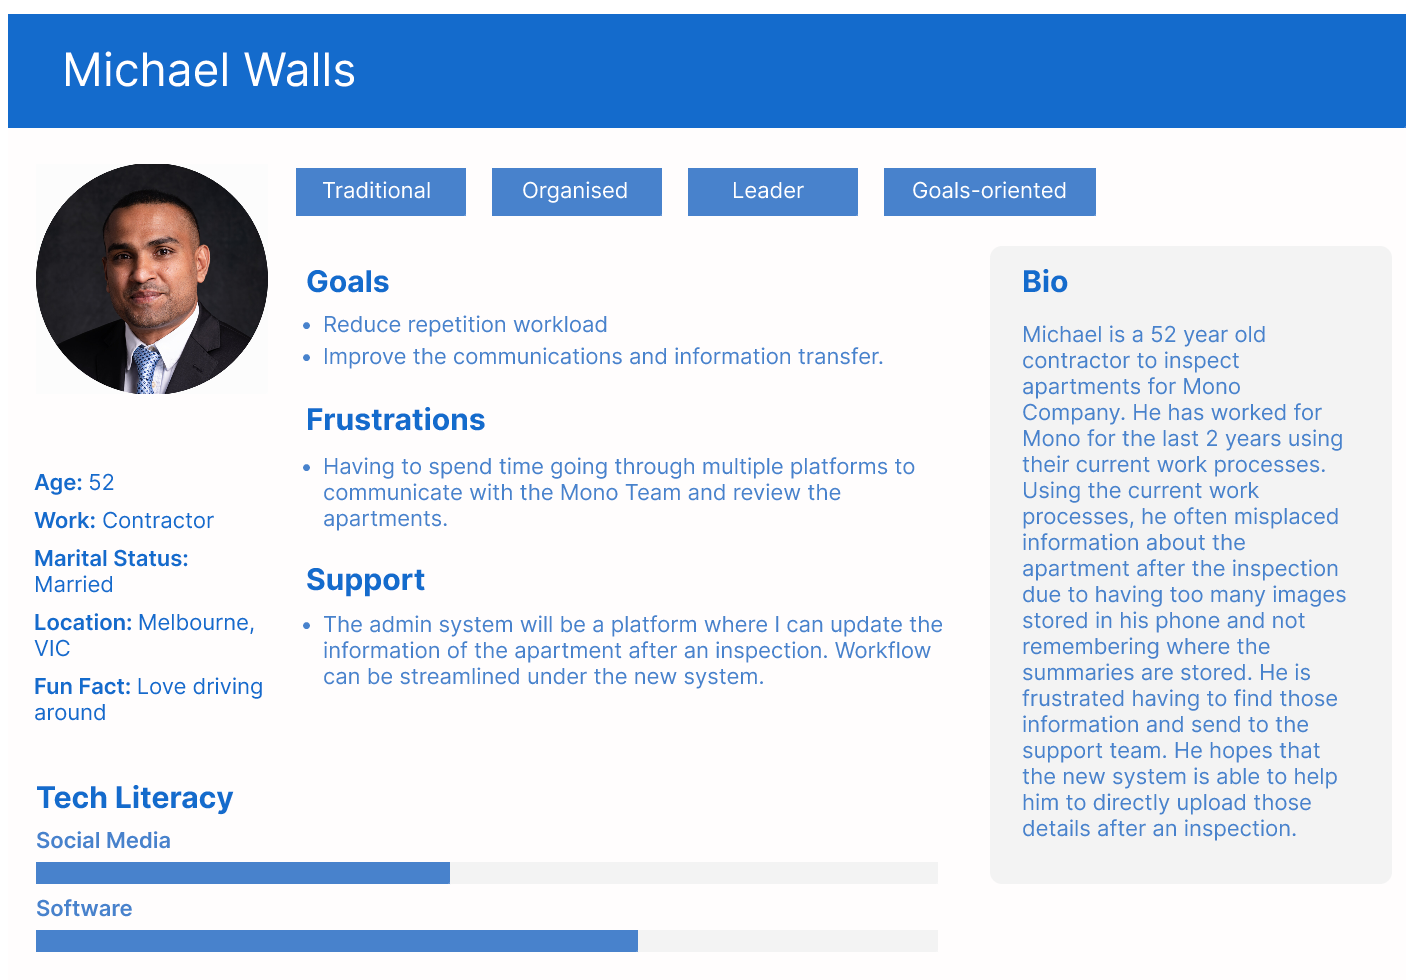 Michael Walls
Traditional
Organised
Leader
Goals-oriented
Age: 52
Work: Contractor
Marital Status:
Married
Location: Melbourne,
VIC
Fun Fact: Love driving
around
Goals
• Reduce repetition workload
• Improve the communications and information transfer.
Frustrations
• Having to spend time going through multiple platforms to
communicate with the Mono Team and review the
apartments.
Support
• The admin system will be a platform where I can update the
information of the apartment after an inspection. Workflow
can be streamlined under the new system.
Bio
Michael is a 52 year old
contractor to inspect
apartments for Mono
Company. He has worked for
Mono for the last 2 years using
their current work processes.
Using the current work
processes, he often misplaced
information about the
apartment after the inspection
due to having too many images
stored in his phone and not
remembering where the
summaries are stored. He is
frustrated having to find those
information and send to the
support team. He hopes that
the new system is able to help
him to directly upload those
details after an inspection.
Tech Literacy
Social Media
Software